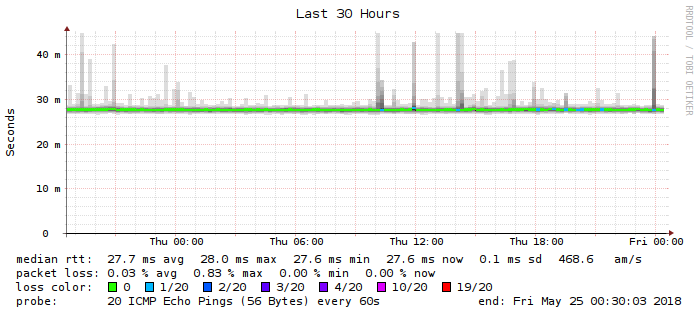 Last 30 Hours
RRDTOOL / TOBI OETIKER
Seconds
40 m
30 m
20 m
10 m
0
Thu 00:00 Thu 06:00 Thu 12:00 Thu 18:00 Fri 00:00
median rtt: 27.7 ms avg 28.0 ms max 27.6 ms min 27.6 ms now 0.1 ms sd 468.6 am/s
packet loss: 0.03 % avg 0.83 % max 0.00 % min 0.00 % now
loss color: 0 1/20 2/20 3/20 4/20 10/20 19/20
probe: 20 ICMP Echo Pings (56 Bytes) every 60s end: Fri May 25 00:30:03 2018